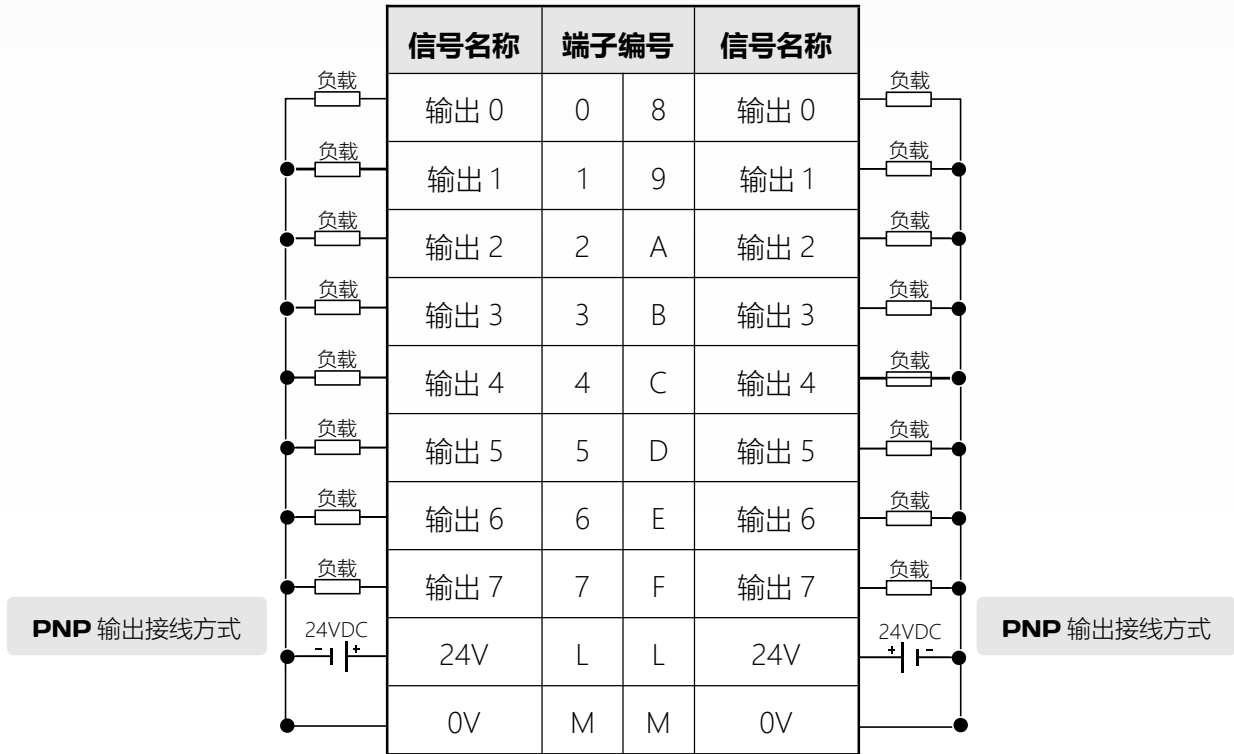 信号名称 端子编号 信号名称
负载 输出 0 0 8 输出 0 负载
负载 输出 1 1 9 输出 1 负载
负载 输出 2 2 A 输出 2 负载
负载 输出 3 3 B 输出 3 负载
负载 输出 4 4 C 输出 4 负载
负载 输出 5 5 D 输出 5 负载
负载 输出 6 6 E 输出 6 负载
负载 输出 7 7 F 输出 7 负载
PNP 输出接线方式
24VDC
- +
24V L L 24V
24VDC
+ -
PNP 输出接线方式
0V M M 0V